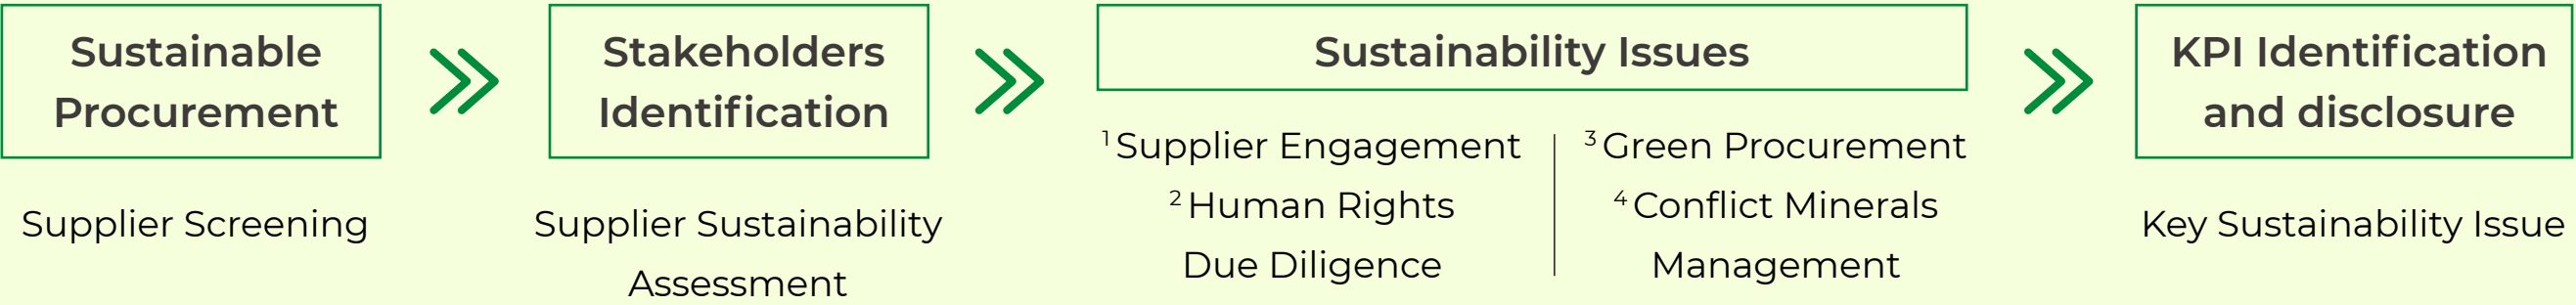 Sustainable
Procurement
Supplier Screening
Stakeholders
Identification
Supplier Sustainability
Assessment
Sustainability Issues
1 Supplier Engagement
2 Human Rights
Due Diligence
3 Green Procurement
4 Conflict Minerals
Management
KPI Identification
and disclosure
Key Sustainability Issue